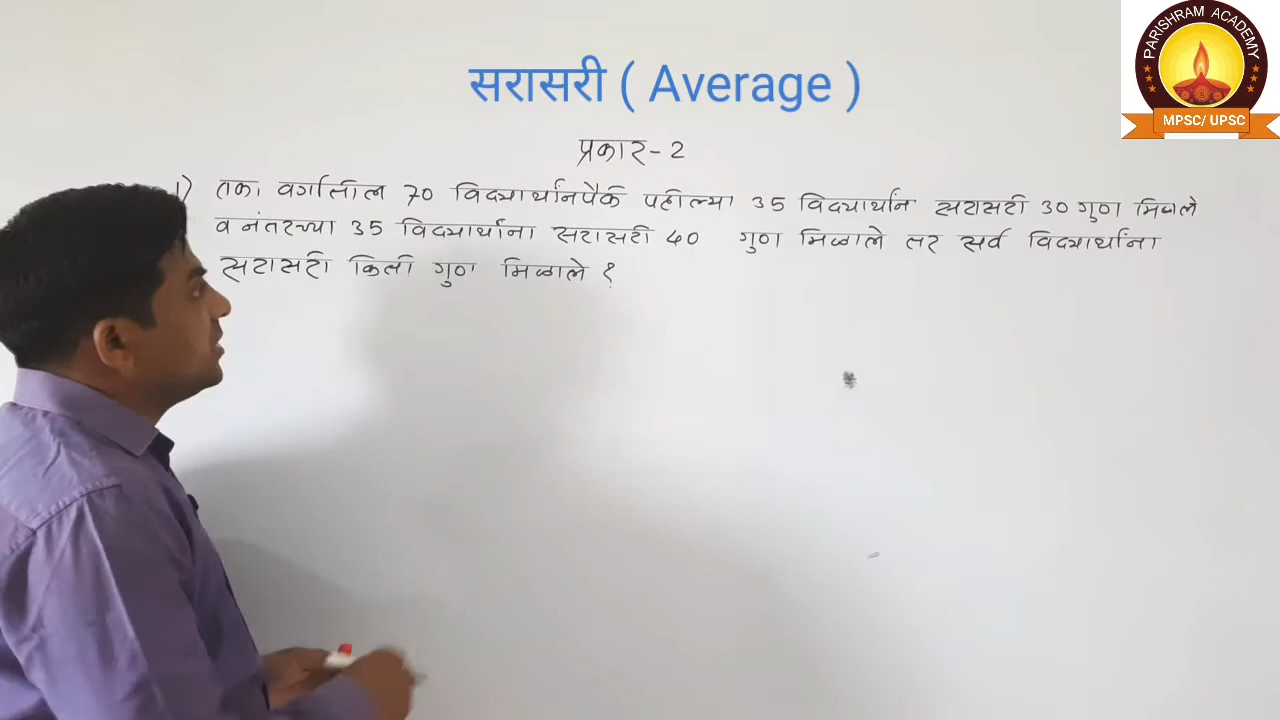 PARISHRAM ACADEMY
MPSC/ UPSC
सरासरी ( Average )
प्रकार - 2
1) एका वर्गातील 70 विद्यार्थ्यांनपैकी पहील्या 35 विद्यार्थ्यांना सरासरी 30 गुण मिळाले
व नंतरच्या 35 विद्यार्थ्यांना सरासरी 40 गुण मिळाले तर सर्व विद्यार्थ्यांना
सरासरी किती गुण मिळाले ?